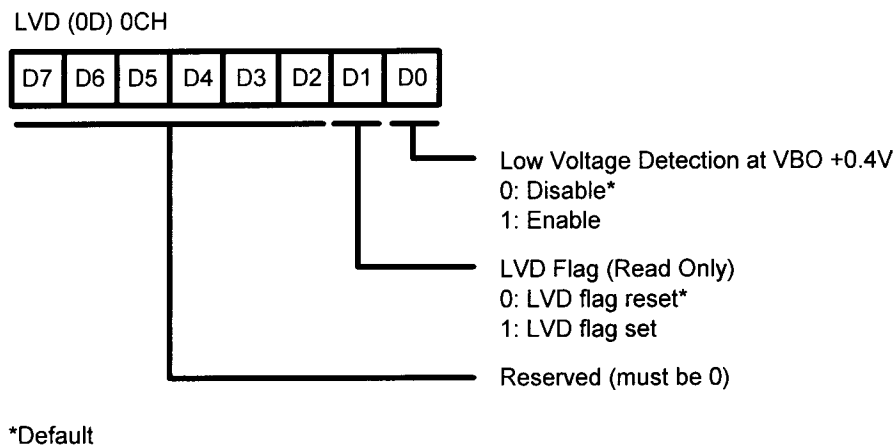 LVD (0D) 0CH
D7 D6 D5 D4 D3 D2 D1 D0
Low Voltage Detection at VBO +0.4V
0: Disable*
1: Enable
LVD Flag (Read Only)
0: LVD flag reset*
1: LVD flag set
Reserved (must be 0)
*Default